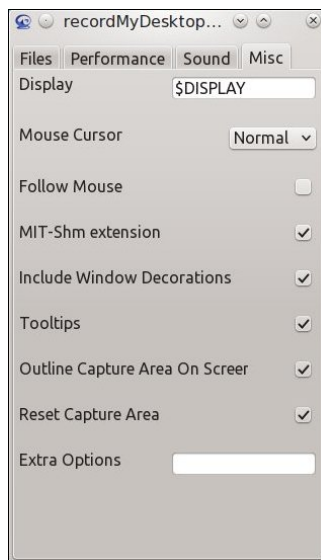 recordMyDesktop...
Files Performance Sound Misc
Display $DISPLAY
Mouse Cursor Normal
Follow Mouse
MIT-Shm extension
Include Window Decorations
Tooltips
Outline Capture Area On Screer
Reset Capture Area
Extra Options